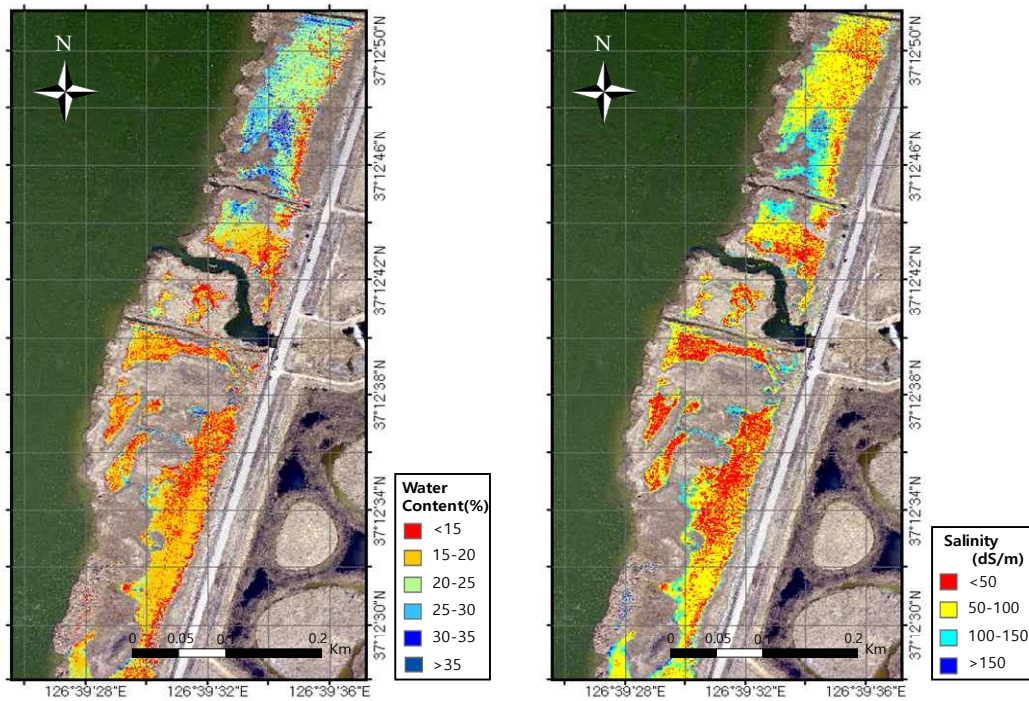 N
37°12'50"N
37°12'46"N
37°12'42"N
37°12'38"N
37°12'34"N
37°12'30"N
Water
Content(%)
<15
15-20
20-25
25-30
30-35
>35
0 0.05 0.1 0.2
Km
126°39'28"E 126°39'32"E 126°39'36"E
N
37°12'50"N
37°12'46"N
37°12'42"N
37°12'38"N
37°12'34"N
37°12'30"N
Salinity
(dS/m)
<50
50-100
100-150
>150
0 0.05 0.1 0.2
Km
126°39'28"E 126°39'32"E 126°39'36"E